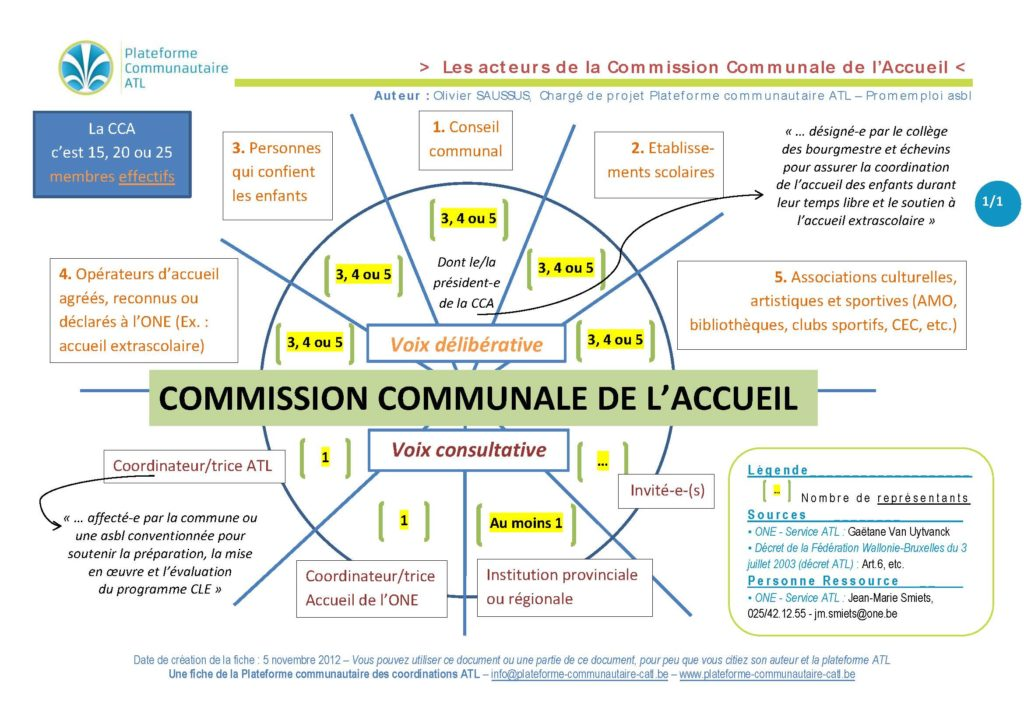 Plateforme
Communautaire
ATL
> Les acteurs de la Commission Communale de l'Accueil <
Auteur : Olivier SAUSSUS, Chargé de projet Plateforme communautaire ATL – Promemploi asbl
La CCA
c'est 15, 20 ou 25
membres effectifs
3. Personnes
qui confient
les enfants
1. Conseil
communal
2. Etablisse-
ments scolaires
« … désigné-e par le collège
des bourgmestre et échevins
pour assurer la coordination
de l'accueil des enfants durant
leur temps libre et le soutien à
l'accueil extrascolaire »
1/1
3, 4 ou 5
3, 4 ou 5
Dont le/la
président-e
de la CCA
3, 4 ou 5
4. Opérateurs d'accueil
agréés, reconnus ou
déclarés à l'ONE (Ex. :
accueil extrascolaire)
5. Associations culturelles,
artistiques et sportives (AMO,
bibliothèques, clubs sportifs, CEC, etc.)
3, 4 ou 5
Voix délibérative
3, 4 ou 5
COMMISSION COMMUNALE DE L'ACCUEIL
Voix consultative
Coordinateur/trice ATL
1
…
Invité-e-(s)
« … affecté-e par la commune ou
une asbl conventionnée pour
soutenir la préparation, la mise
en œuvre et l'évaluation
du programme CLE »
1
Au moins 1
Coordinateur/trice
Accueil de l'ONE
Institution provinciale
ou régionale
Légende
… Nombre de représentants
Sources
• ONE - Service ATL : Gaëtane Van Uytvanck
• Décret de la Fédération Wallonie-Bruxelles du 3
juillet 2003 (décret ATL) : Art.6, etc.
Personne Ressource
• ONE - Service ATL : Jean-Marie Smiets,
025/42.12.55 - jm.smiets@one.be
Date de création de la fiche : 5 novembre 2012 – Vous pouvez utiliser ce document ou une partie de ce document, pour peu que vous citiez son auteur et la plateforme ATL
Une fiche de la Plateforme communautaire des coordinations ATL – info@plateforme-communautaire-catl.be – www.plateforme-communautaire-catl.be